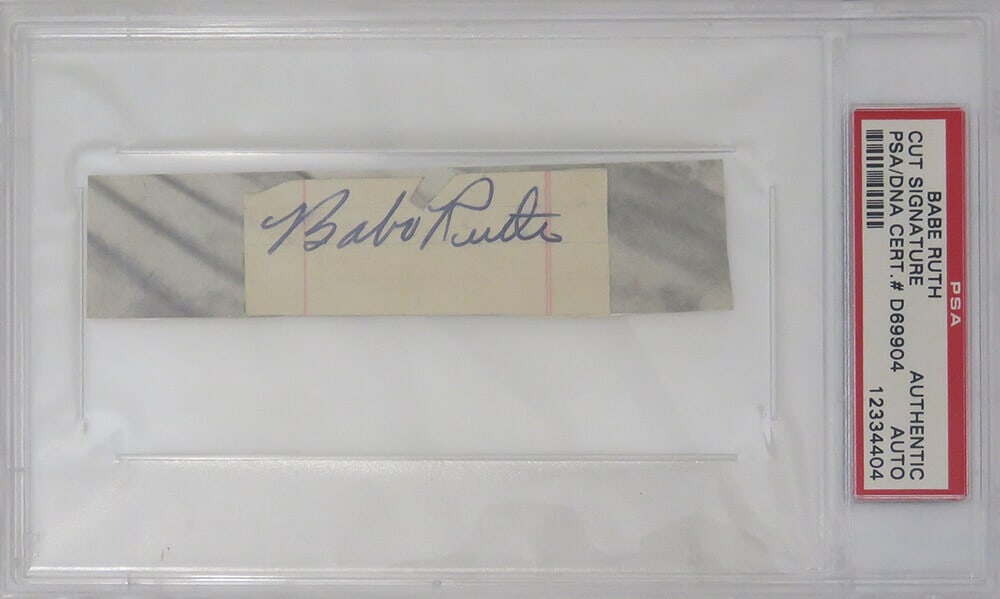 Babe Ruth
PSA
BABE RUTH
CUT SIGNATURE AUTHENTIC
PSA/DNA CERT.# D69904 AUTO
12334404